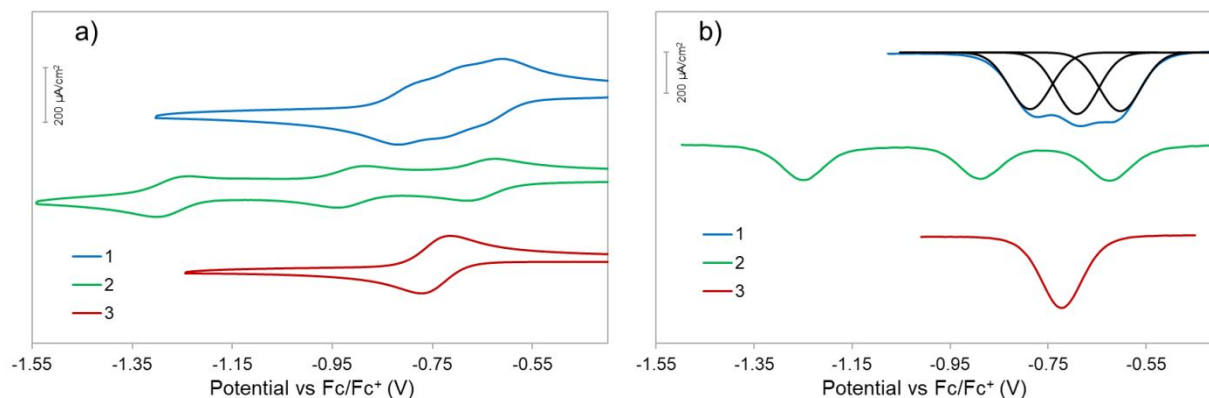 a)
200 µA/cm²
1
2
3
-1.55 -1.35 -1.15 -0.95 -0.75 -0.55
Potential vs Fc/Fc⁺ (V)
b)
200 µA/cm²
1
2
3
-1.55 -1.35 -1.15 -0.95 -0.75 -0.55
Potential vs Fc/Fc⁺ (V)